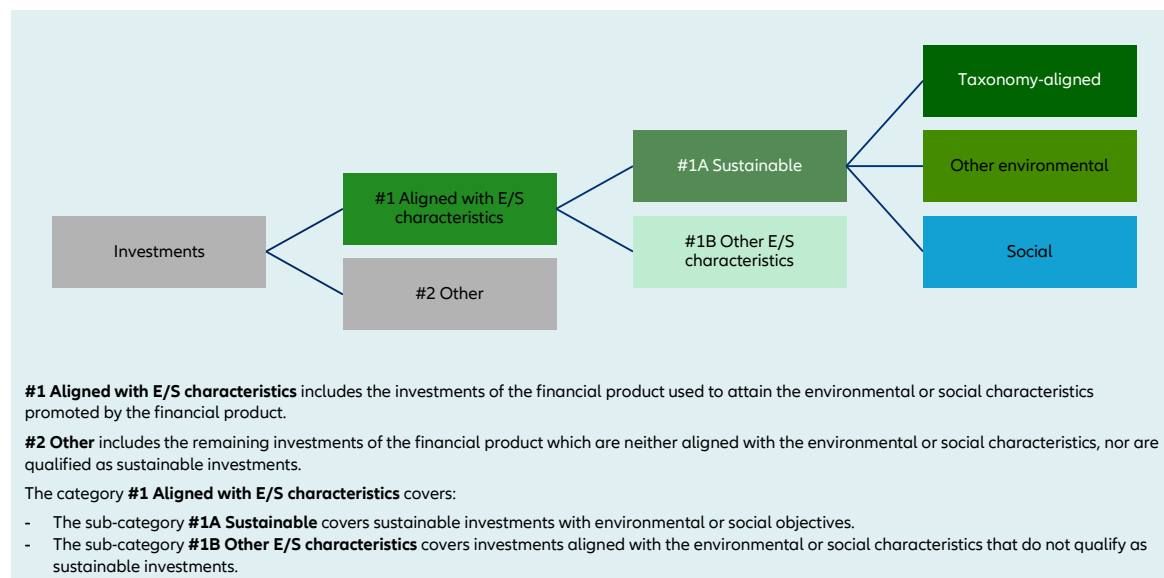 Taxonomy-aligned
#1A Sustainable
Other environmental
#1 Aligned with E/S
characteristics
Investments
#1B Other E/S
characteristics
Social
#2 Other
#1 Aligned with E/S characteristics includes the investments of the financial product used to attain the environmental or social characteristics
promoted by the financial product.
#2 Other includes the remaining investments of the financial product which are neither aligned with the environmental or social characteristics, nor are
qualified as sustainable investments.
The category #1 Aligned with E/S characteristics covers:
- The sub-category #1A Sustainable covers sustainable investments with environmental or social objectives.
- The sub-category #1B Other E/S characteristics covers investments aligned with the environmental or social characteristics that do not qualify as
sustainable investments.